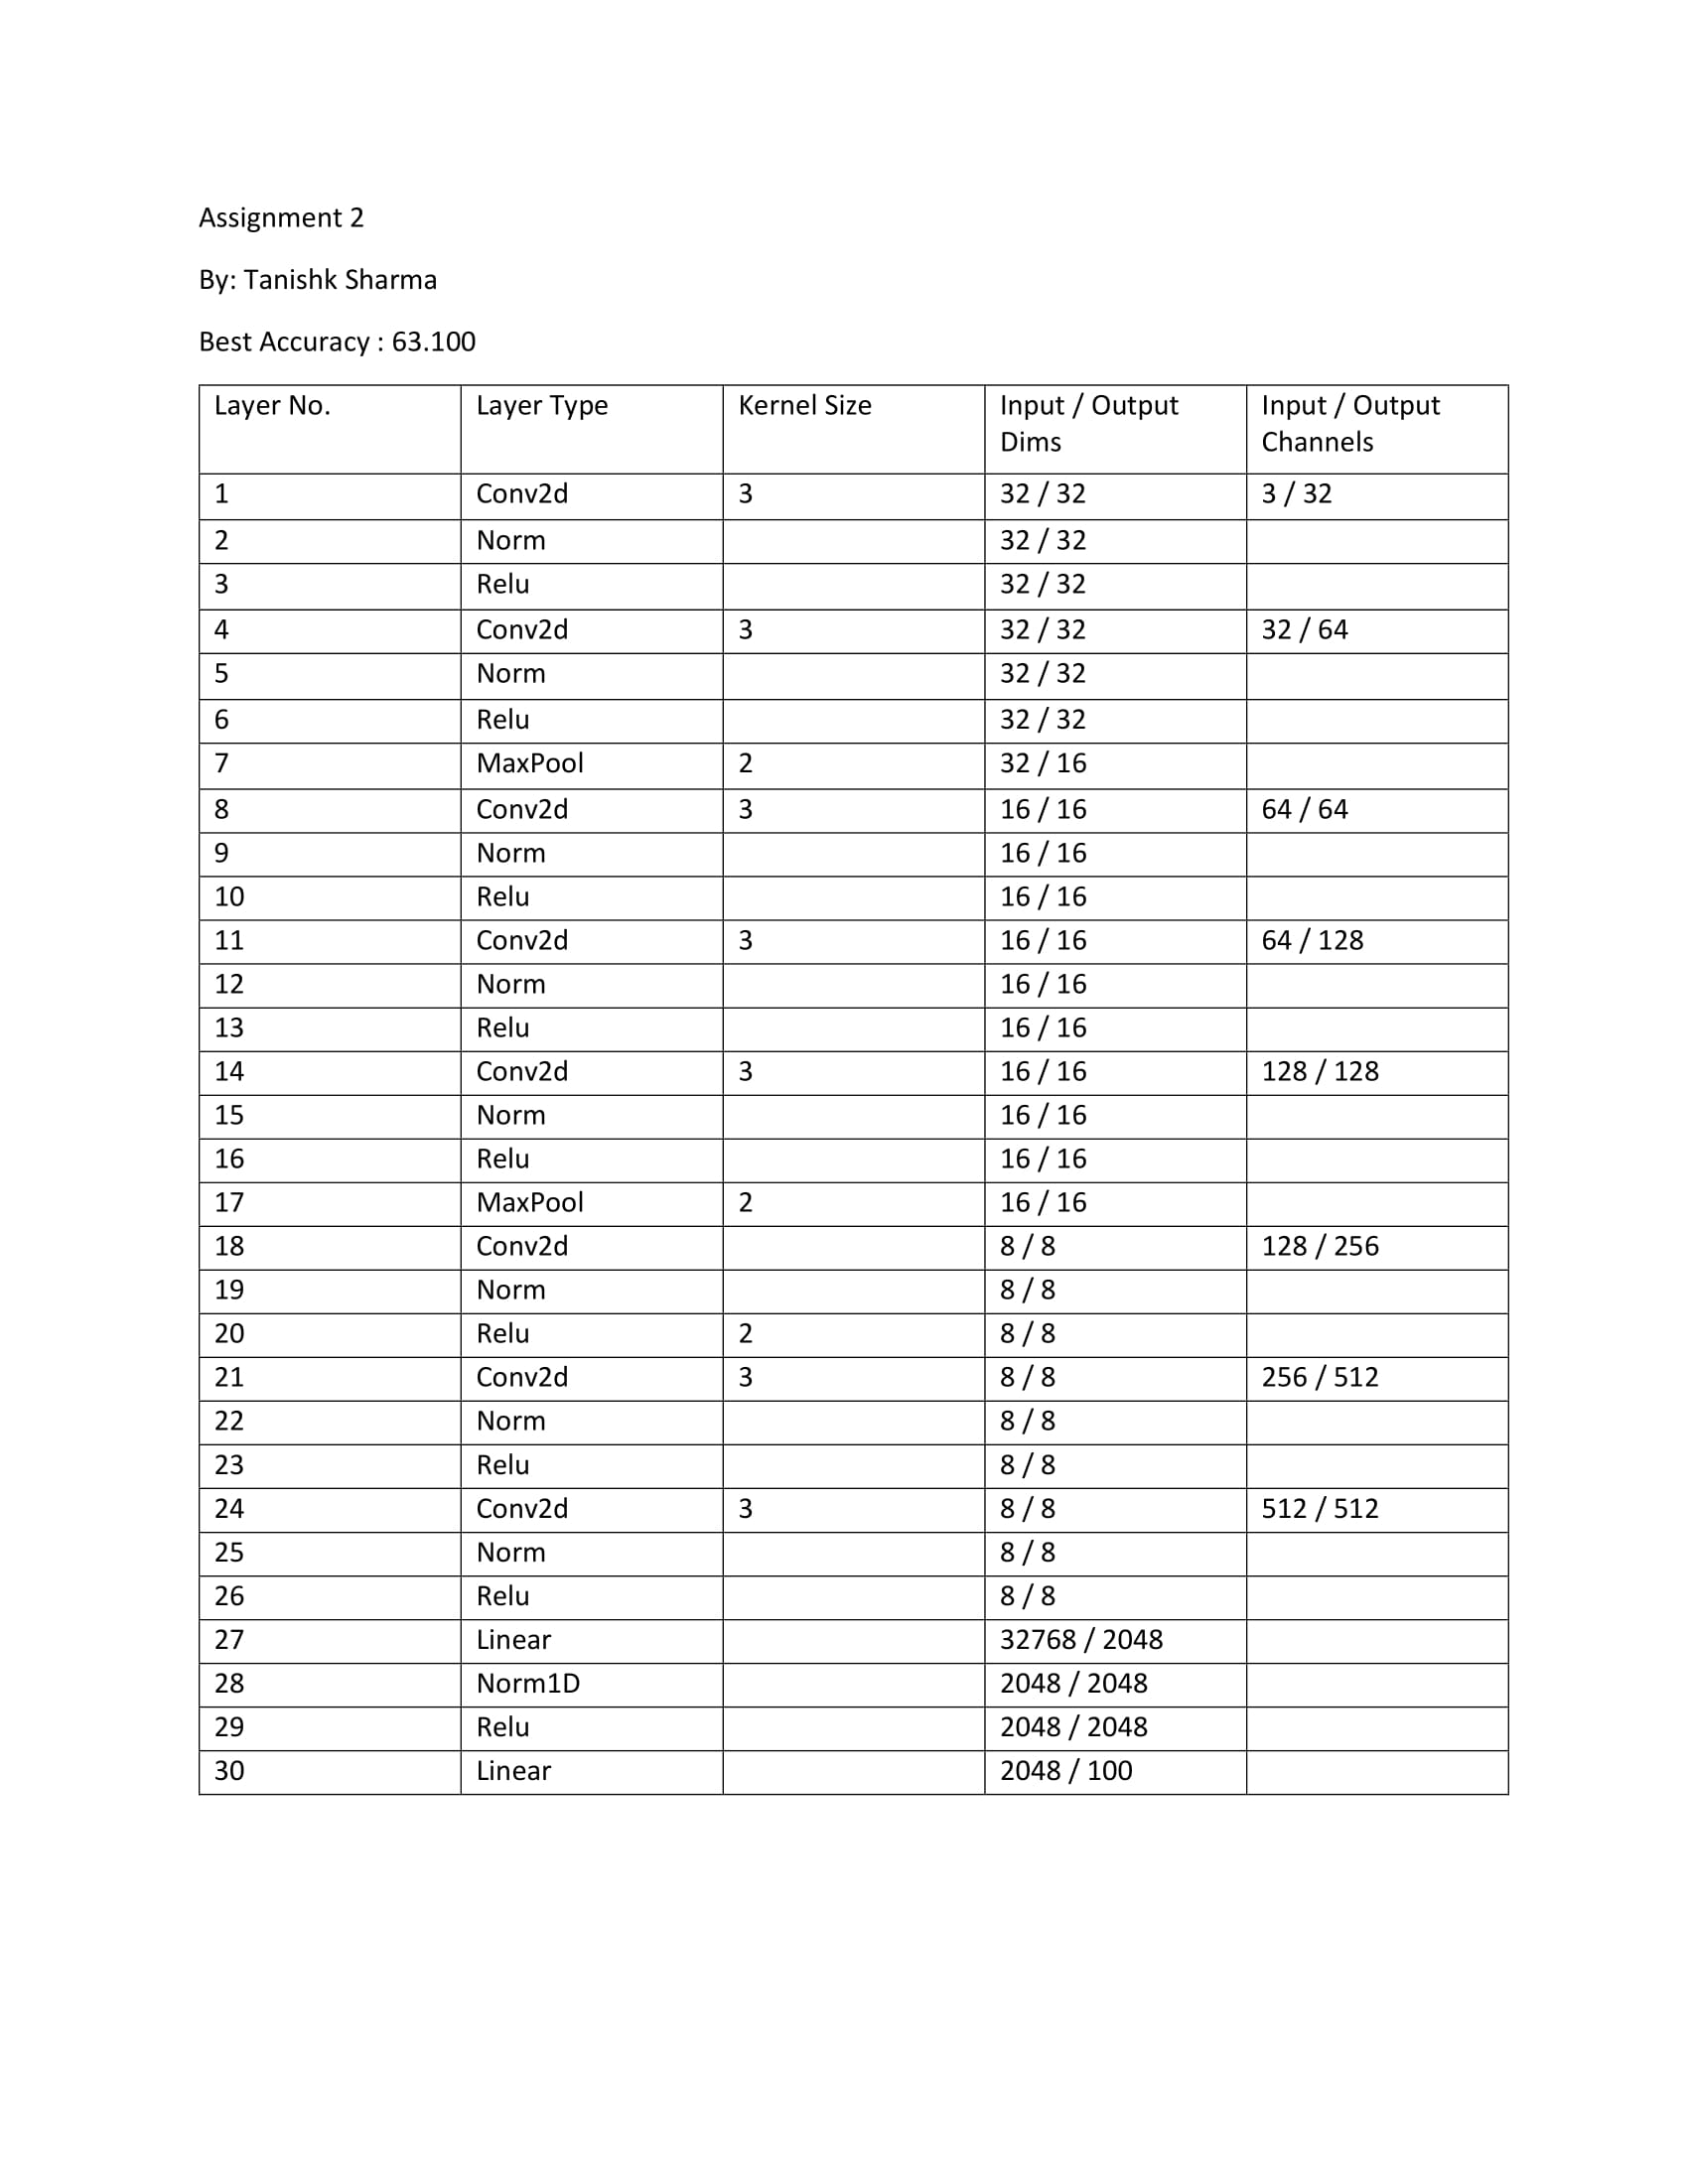 Assignment 2
By: Tanishk Sharma
Best Accuracy : 63.100
Layer No. Layer Type Kernel Size Input / Output Dims Input / Output Channels
1 Conv2d 3 32 / 32 3 / 32
2 Norm 32 / 32
3 Relu 32 / 32
4 Conv2d 3 32 / 32 32 / 64
5 Norm 32 / 32
6 Relu 32 / 32
7 MaxPool 2 32 / 16
8 Conv2d 3 16 / 16 64 / 64
9 Norm 16 / 16
10 Relu 16 / 16
11 Conv2d 3 16 / 16 64 / 128
12 Norm 16 / 16
13 Relu 16 / 16
14 Conv2d 3 16 / 16 128 / 128
15 Norm 16 / 16
16 Relu 16 / 16
17 MaxPool 2 16 / 16
18 Conv2d 8 / 8 128 / 256
19 Norm 8 / 8
20 Relu 2 8 / 8
21 Conv2d 3 8 / 8 256 / 512
22 Norm 8 / 8
23 Relu 8 / 8
24 Conv2d 3 8 / 8 512 / 512
25 Norm 8 / 8
26 Relu 8 / 8
27 Linear 32768 / 2048
28 Norm1D 2048 / 2048
29 Relu 2048 / 2048
30 Linear 2048 / 100